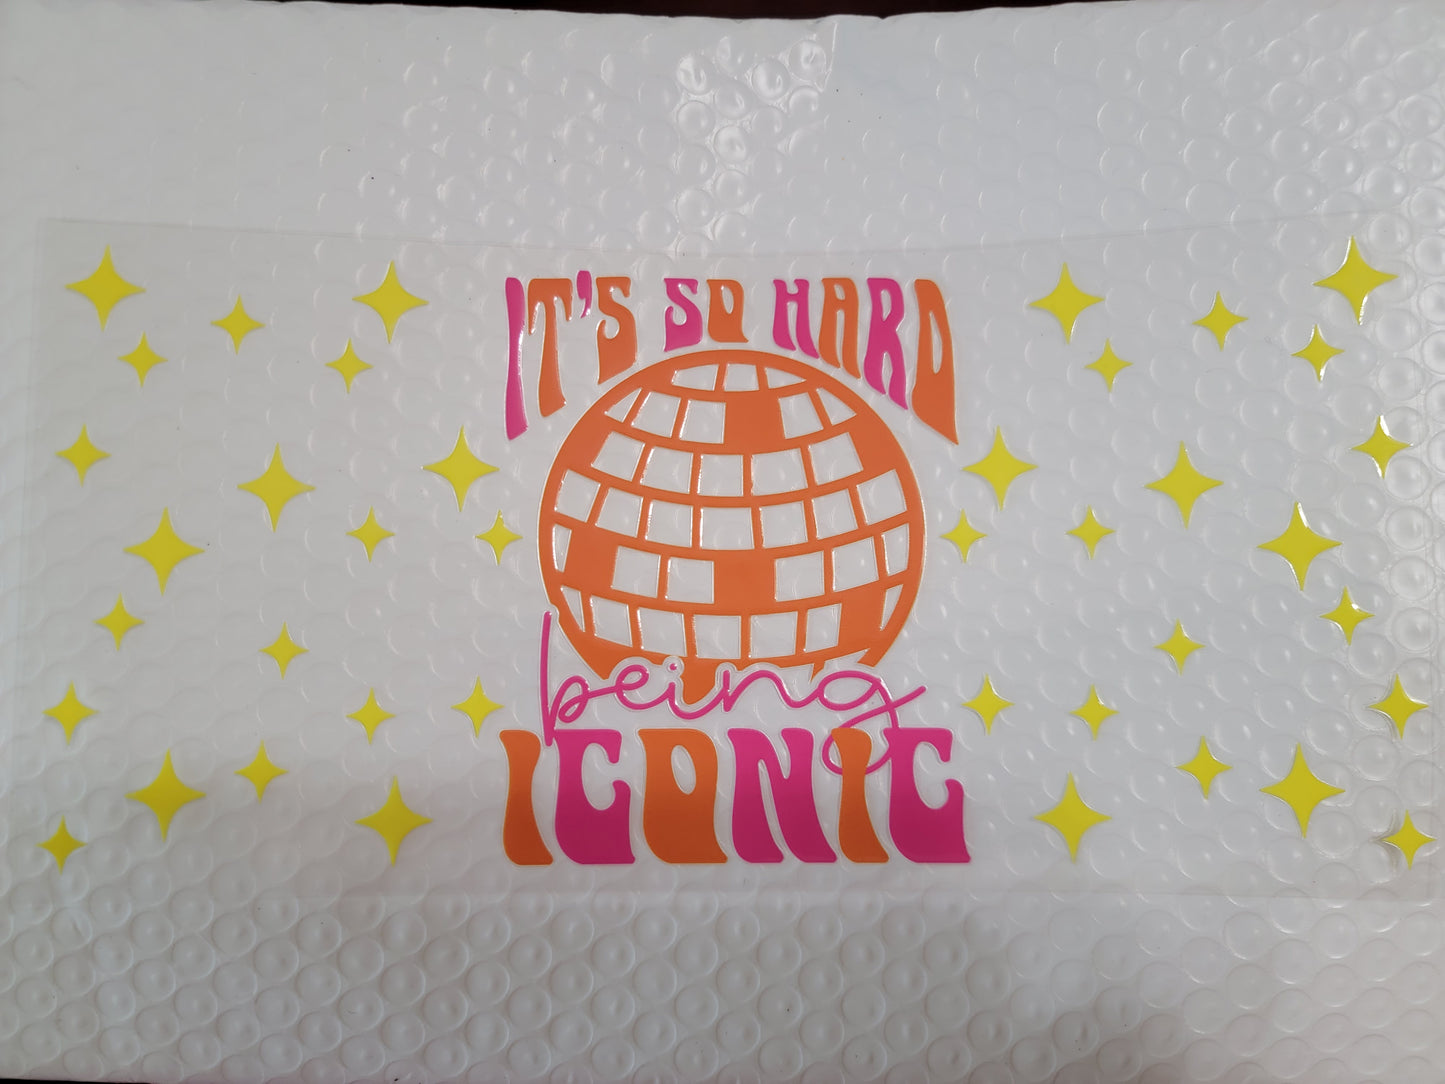 IT'S SO HARD
being
ICONIC